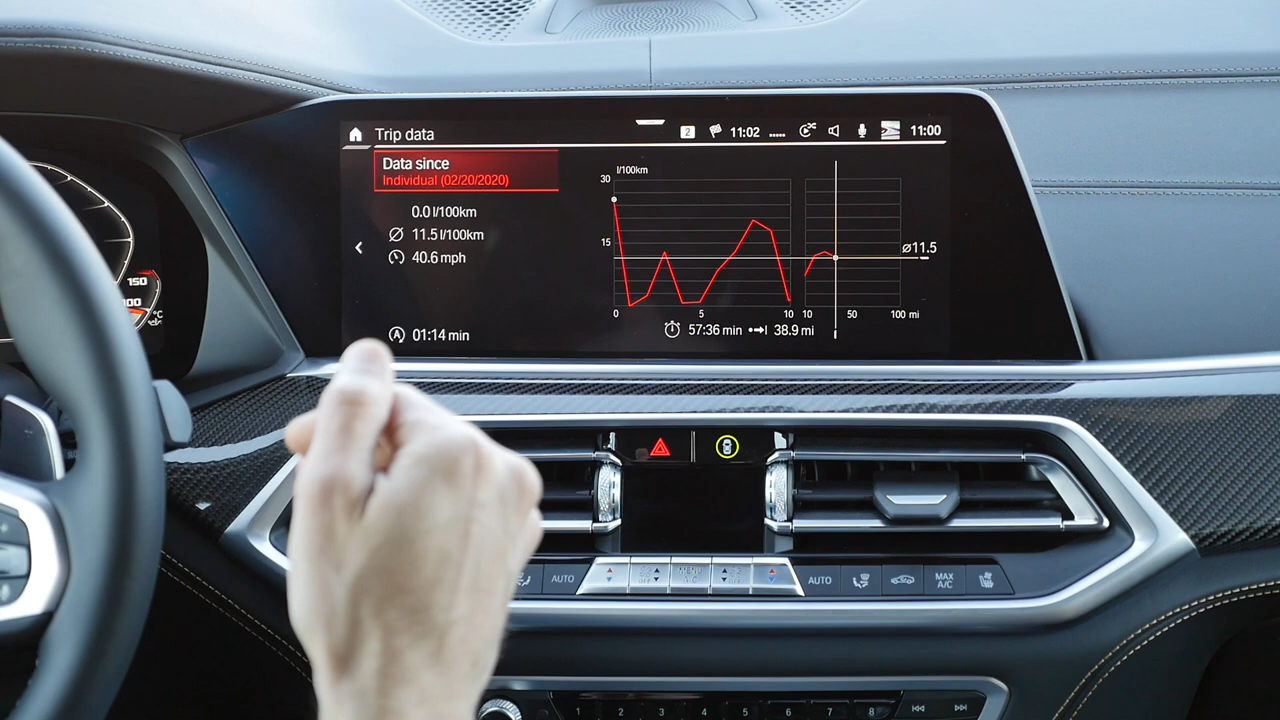 Trip data
2 11:02 ..... 11:00
Data since
Individual (02/20/2020)
0.0 l/100km
Ø 11.5 l/100km
40.6 mph
01:14 min
l/100km
30
15
Ø11.5
0 5 10 10 50 100 mi
57:36 min 38.9 mi
150
°C
AUTO
AUTO
MAX
A/C
1 2 3 4 5 6 7 8